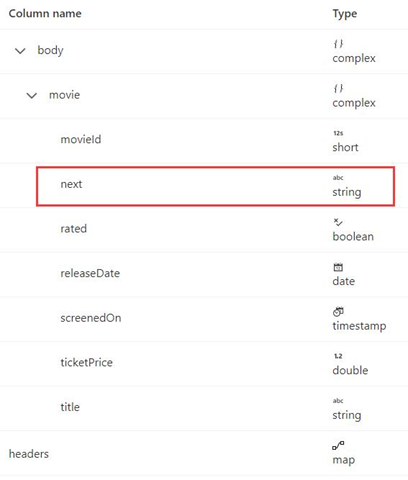 Column name Type
body { } complex
movie { } complex
movieId 12s short
next abc string
rated boolean
releaseDate date
screenedOn timestamp
ticketPrice 1.2 double
title abc string
headers map